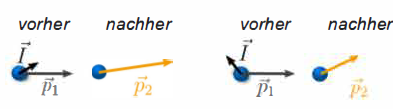 vorher nachher vorher nachher
I⃗ I⃗
p⃗₁ p⃗₂ p⃗₁ p⃗₂